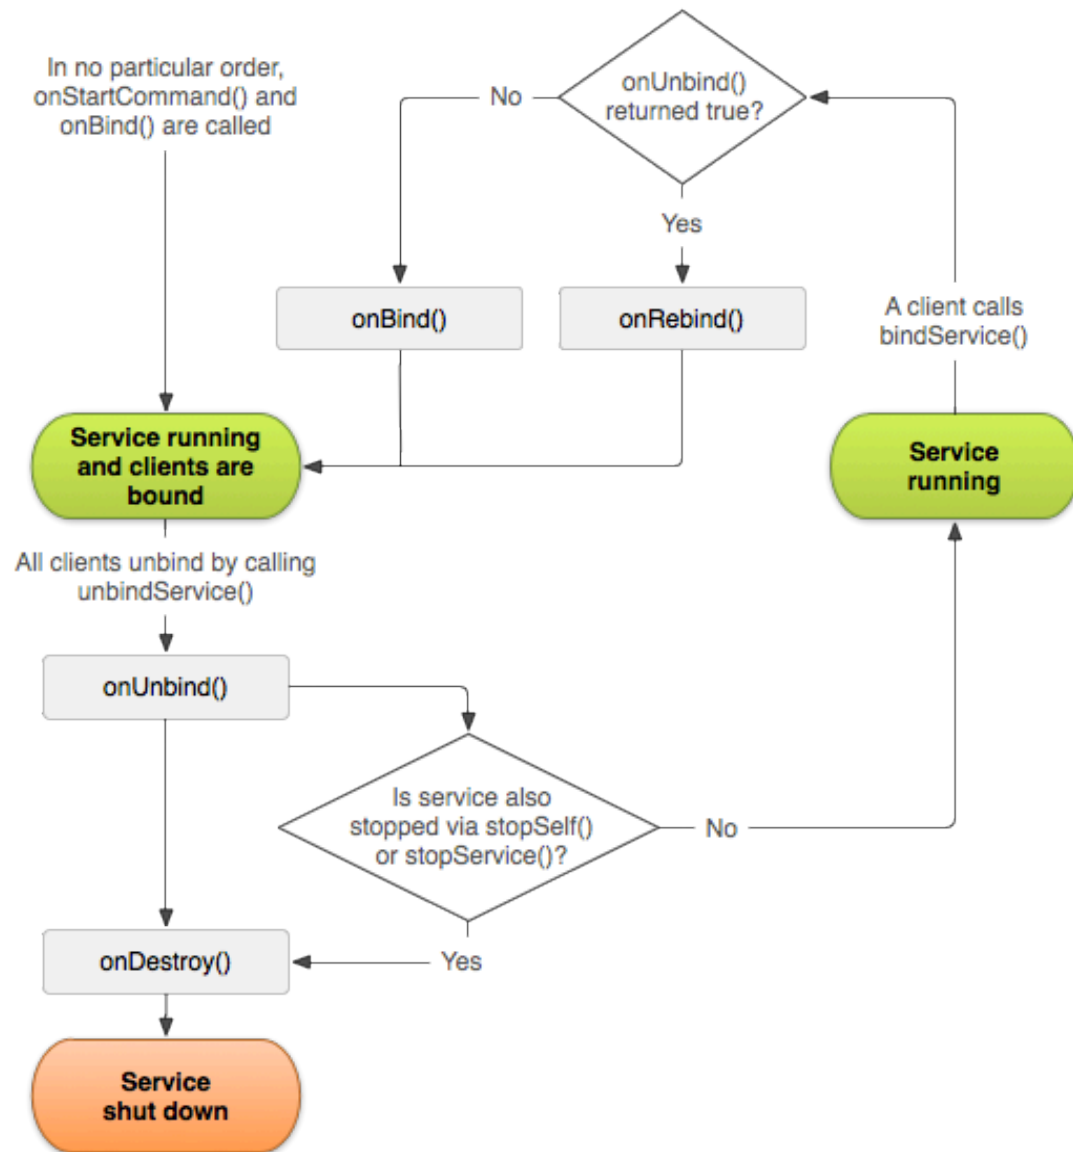 In no particular order,
onStartCommand() and
onBind() are called
onUnbind()
returned true?
No
Yes
onBind()
onRebind()
A client calls
bindService()
Service running
and clients are
bound
Service
running
All clients unbind by calling
unbindService()
onUnbind()
Is service also
stopped via stopSelf()
or stopService()?
No
Yes
onDestroy()
Service
shut down